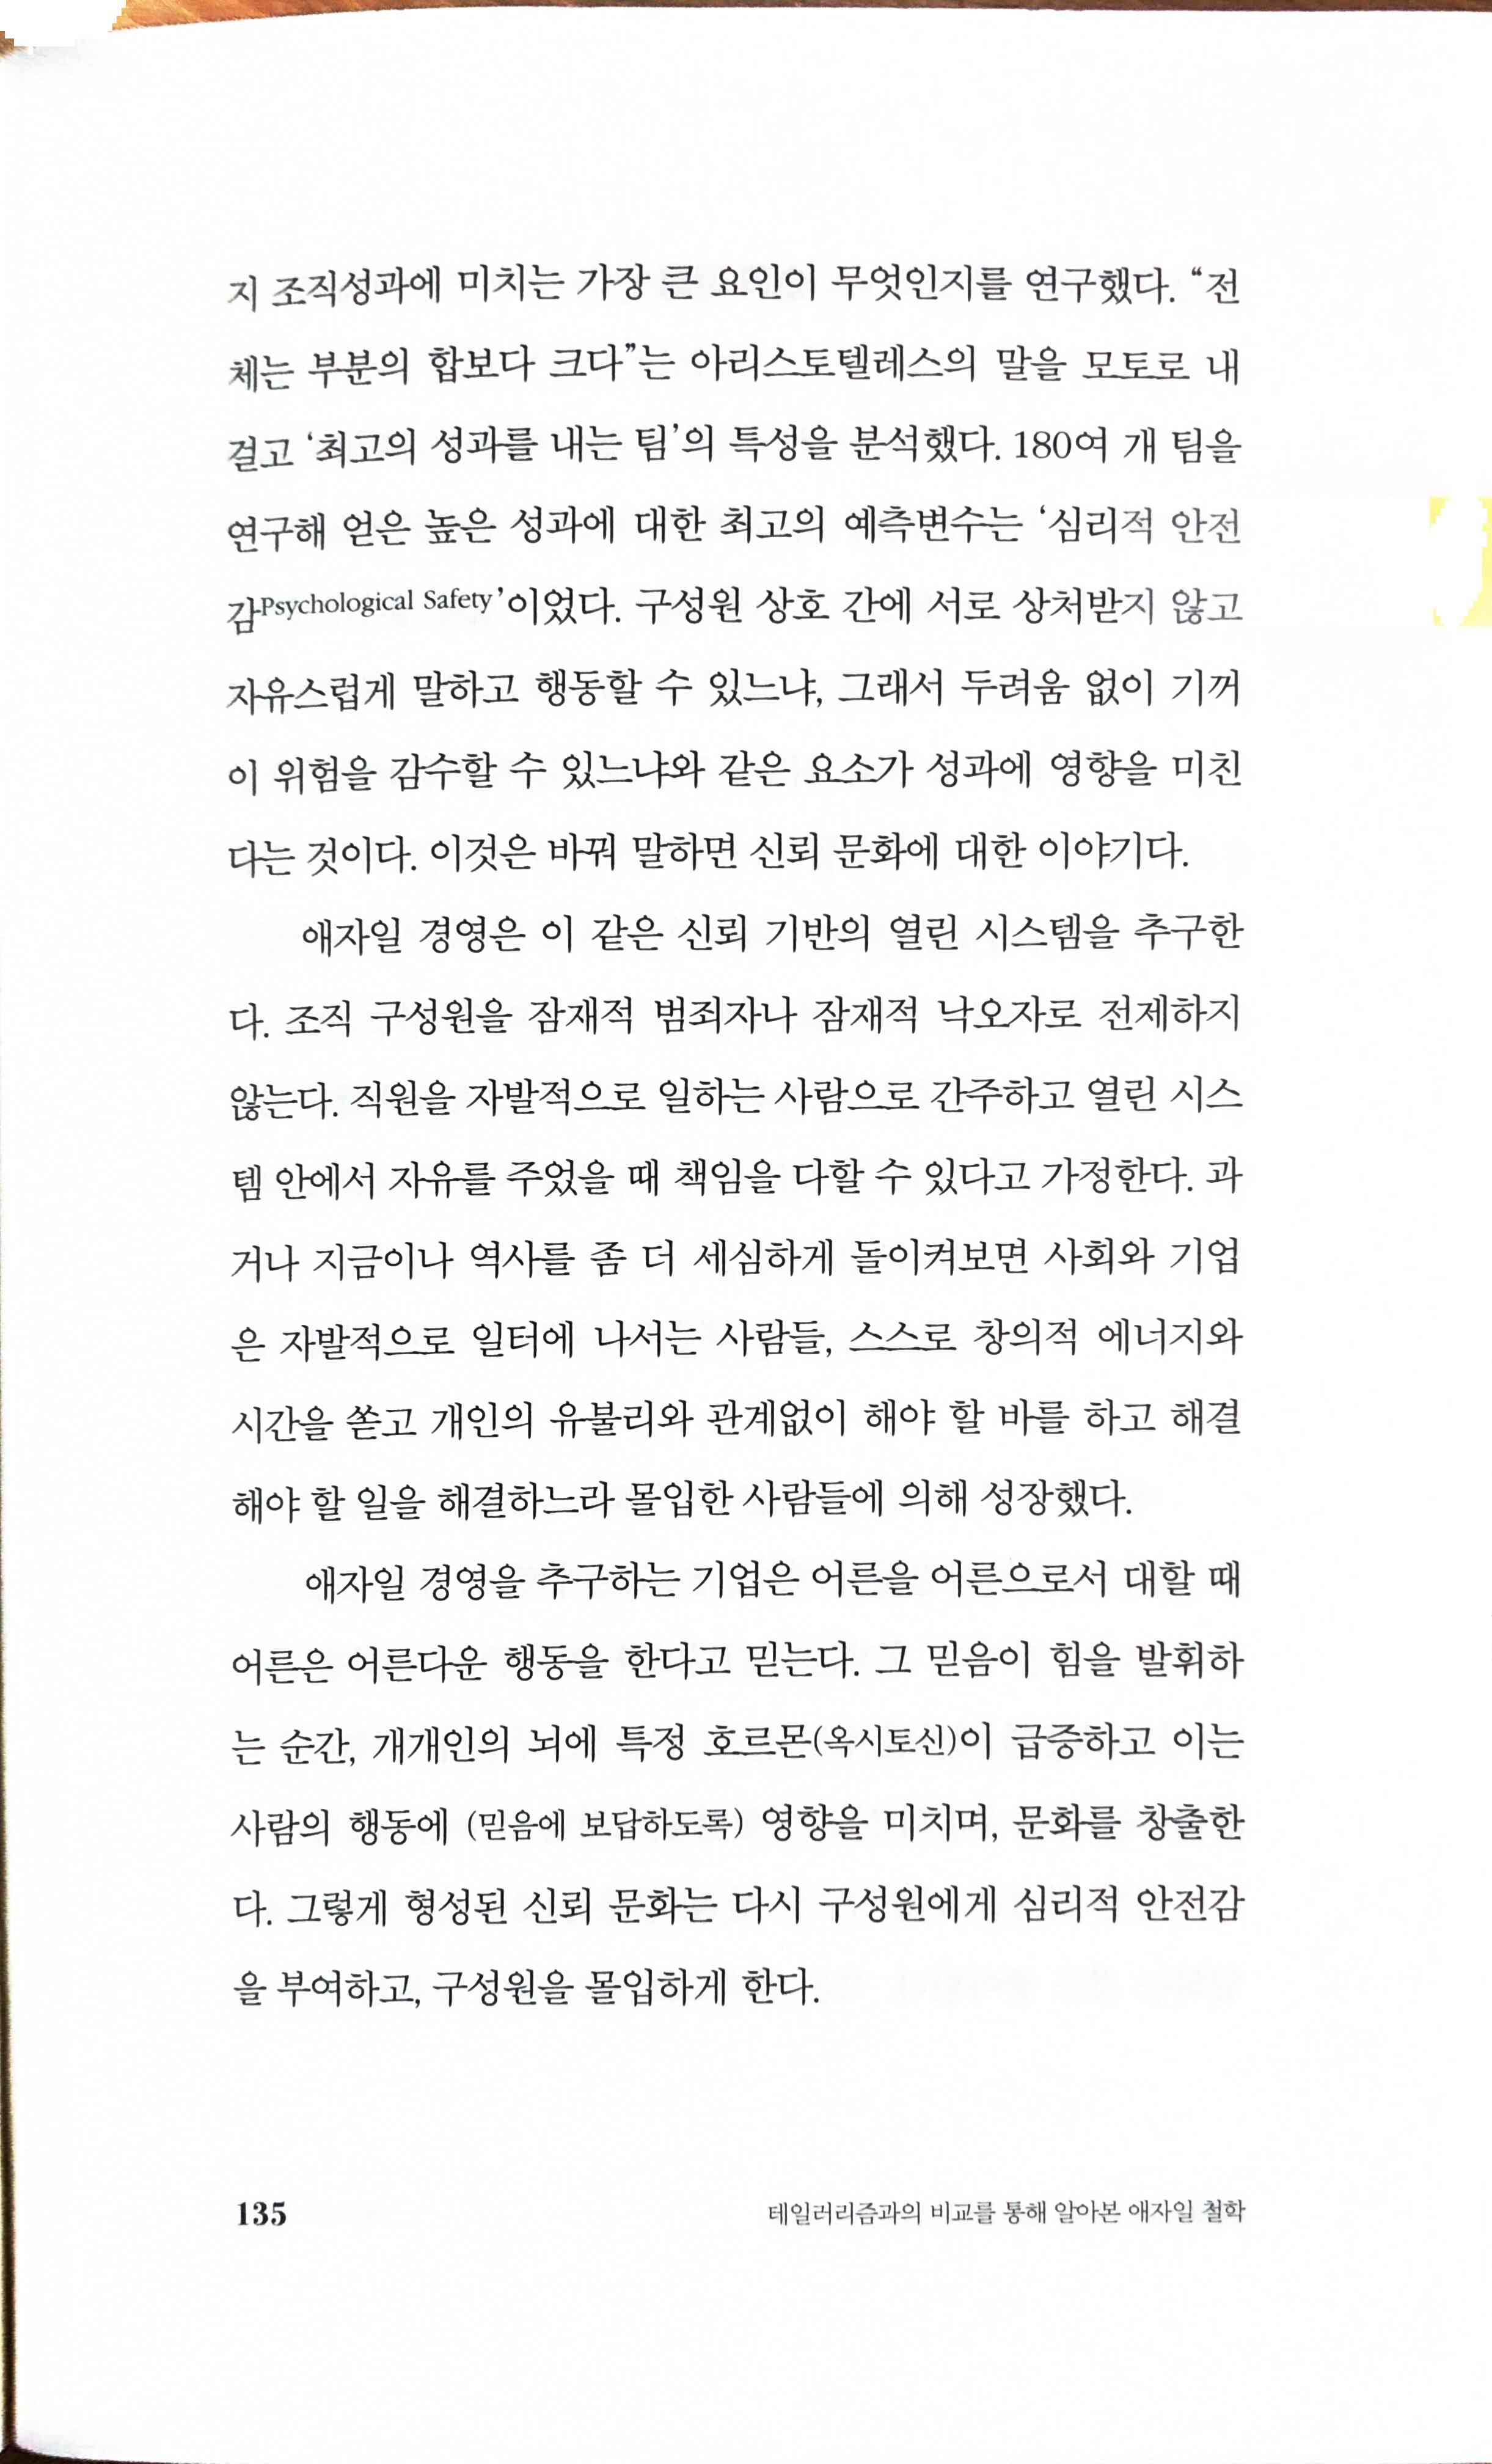 지 조직성과에 미치는 가장 큰 요인이 무엇인지를 연구했다. “전
체는 부분의 합보다 크다”는 아리스토텔레스의 말을 모토로 내
걸고 ‘최고의 성과를 내는 팀’의 특성을 분석했다. 180여 개 팀을
연구해 얻은 높은 성과에 대한 최고의 예측변수는 ‘심리적 안전
감Psychological Safety’이었다. 구성원 상호 간에 서로 상처받지 않고
자유스럽게 말하고 행동할 수 있느냐, 그래서 두려움 없이 기꺼
이 위험을 감수할 수 있느냐와 같은 요소가 성과에 영향을 미친
다는 것이다. 이것은 바꿔 말하면 신뢰 문화에 대한 이야기다.
애자일 경영은 이 같은 신뢰 기반의 열린 시스템을 추구한
다. 조직 구성원을 잠재적 범죄자나 잠재적 낙오자로 전제하지
않는다. 직원을 자발적으로 일하는 사람으로 간주하고 열린 시스
템 안에서 자유를 주었을 때 책임을 다할 수 있다고 가정한다. 과
거나 지금이나 역사를 좀 더 세심하게 돌이켜보면 사회와 기업
은 자발적으로 일터에 나서는 사람들, 스스로 창의적 에너지와
시간을 쏟고 개인의 유불리와 관계없이 해야 할 바를 하고 해결
해야 할 일을 해결하느라 몰입한 사람들에 의해 성장했다.
애자일 경영을 추구하는 기업은 어른을 어른으로서 대할 때
어른은 어른다운 행동을 한다고 믿는다. 그 믿음이 힘을 발휘하
는 순간, 개개인의 뇌에 특정 호르몬(옥시토신)이 급증하고 이는
사람의 행동에 (믿음에 보답하도록) 영향을 미치며, 문화를 창출한
다. 그렇게 형성된 신뢰 문화는 다시 구성원에게 심리적 안전감
을 부여하고, 구성원을 몰입하게 한다.
135 테일러리즘과의 비교를 통해 알아본 애자일 철학